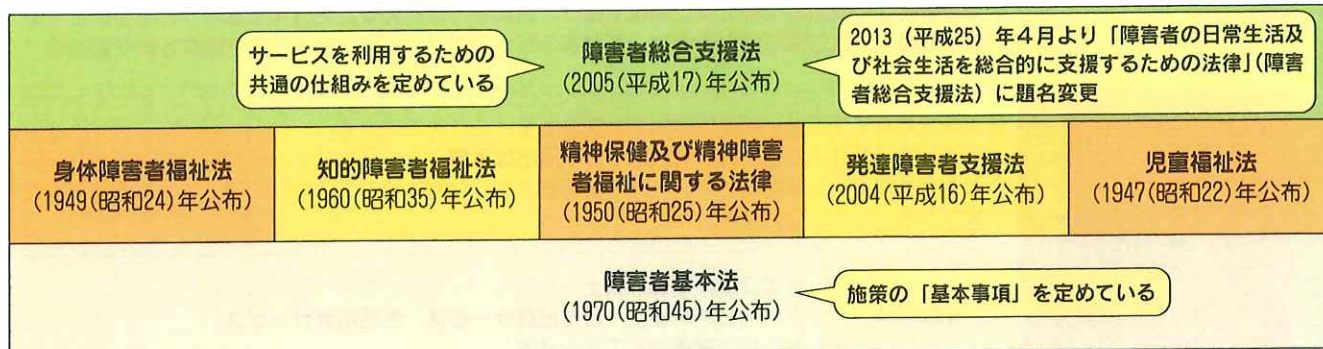 サービスを利用するための
共通の仕組みを定めている
障害者総合支援法
(2005(平成17)年公布)
2013(平成25)年4月より「障害者の日常生活及
び社会生活を総合的に支援するための法律」(障害
者総合支援法)に題名変更
身体障害者福祉法
(1949(昭和24)年公布)
知的障害者福祉法
(1960(昭和35)年公布)
精神保健及び精神障害
者福祉に関する法律
(1950(昭和25)年公布)
発達障害者支援法
(2004(平成16)年公布)
児童福祉法
(1947(昭和22)年公布)
障害者基本法
(1970(昭和45)年公布)
施策の「基本事項」を定めている